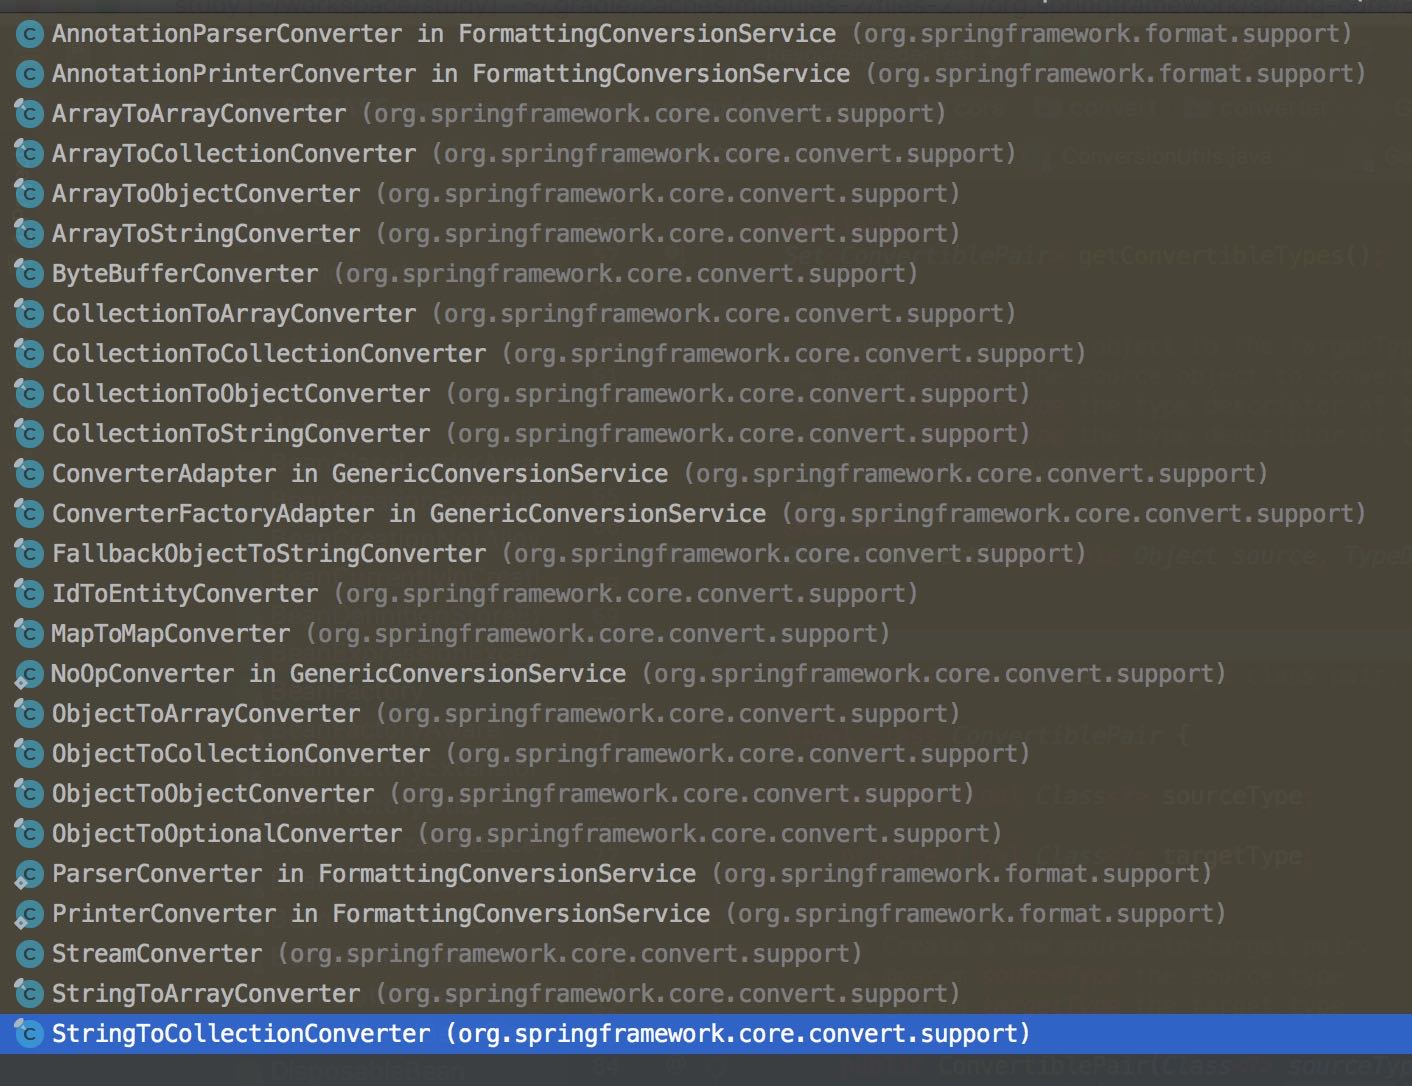 AnnotationParserConverter in FormattingConversionService (org.springframework.format.support)
AnnotationPrinterConverter in FormattingConversionService (org.springframework.format.support)
ArrayToArrayConverter (org.springframework.core.convert.support)
ArrayToCollectionConverter (org.springframework.core.convert.support)
ArrayToObjectConverter (org.springframework.core.convert.support)
ArrayToStringConverter (org.springframework.core.convert.support)
ByteBufferConverter (org.springframework.core.convert.support)
CollectionToArrayConverter (org.springframework.core.convert.support)
CollectionToCollectionConverter (org.springframework.core.convert.support)
CollectionToObjectConverter (org.springframework.core.convert.support)
CollectionToStringConverter (org.springframework.core.convert.support)
ConverterAdapter in GenericConversionService (org.springframework.core.convert.support)
ConverterFactoryAdapter in GenericConversionService (org.springframework.core.convert.support)
FallbackObjectToStringConverter (org.springframework.core.convert.support)
IdToEntityConverter (org.springframework.core.convert.support)
MapToMapConverter (org.springframework.core.convert.support)
NoOpConverter in GenericConversionService (org.springframework.core.convert.support)
ObjectToArrayConverter (org.springframework.core.convert.support)
ObjectToCollectionConverter (org.springframework.core.convert.support)
ObjectToObjectConverter (org.springframework.core.convert.support)
ObjectToOptionalConverter (org.springframework.core.convert.support)
ParserConverter in FormattingConversionService (org.springframework.format.support)
PrinterConverter in FormattingConversionService (org.springframework.format.support)
StreamConverter (org.springframework.core.convert.support)
StringToArrayConverter (org.springframework.core.convert.support)
StringToCollectionConverter (org.springframework.core.convert.support)